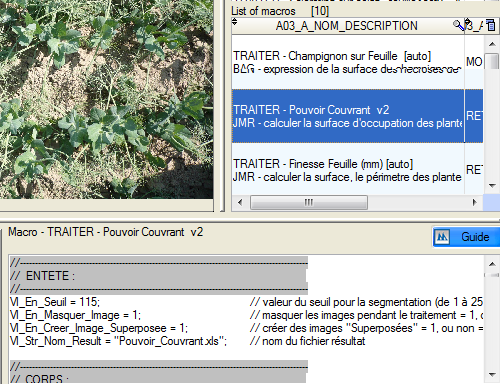 List of macros [10]
A03_A_NOM_DESCRIPTION
TRAITER - Champignon sur Feuille [auto]
BAG - expression de la surface des
MO
TRAITER - Pouvoir Couvrant v2
JMR - calculer la surface d'occupation des plante
RET
TRAITER - Finesse Feuille (mm) [auto]
JMR - calculer la surface, le périmetre des plante
RET
Macro - TRAITER - Pouvoir Couvrant v2
Guide
//-----------------------------------------------------------------
// ENTETE :
//-----------------------------------------------------------------
VI_En_Seuil = 115; // valeur du seuil pour la segmentation (de 1 à 25
VI_En_Masquer_Image = 1; // masquer les images pendant le traitement = 1,
VI_En_Creer_Image_Superposee = 1; // créer des images "Superposées" = 1, ou non =
VI_Str_Nom_Result = "Pouvoir_Couvrant.xls"; // nom du fichier résultat
//-----------------------------------------------------------------
// CORPS :